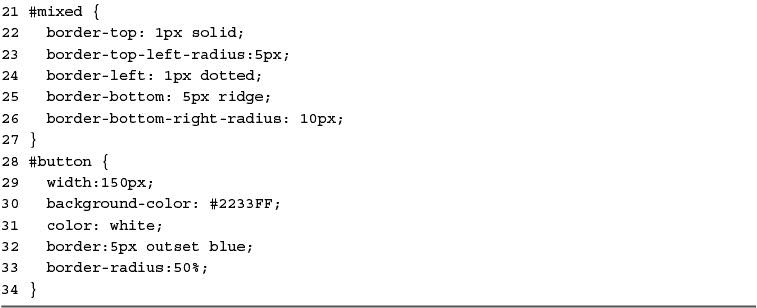 21 #mixed {
22   border-top: 1px solid;
23   border-top-left-radius:5px;
24   border-left: 1px dotted;
25   border-bottom: 5px ridge;
26   border-bottom-right-radius: 10px;
27 }
28 #button {
29   width:150px;
30   background-color: #2233FF;
31   color: white;
32   border:5px outset blue;
33   border-radius:50%;
34 }